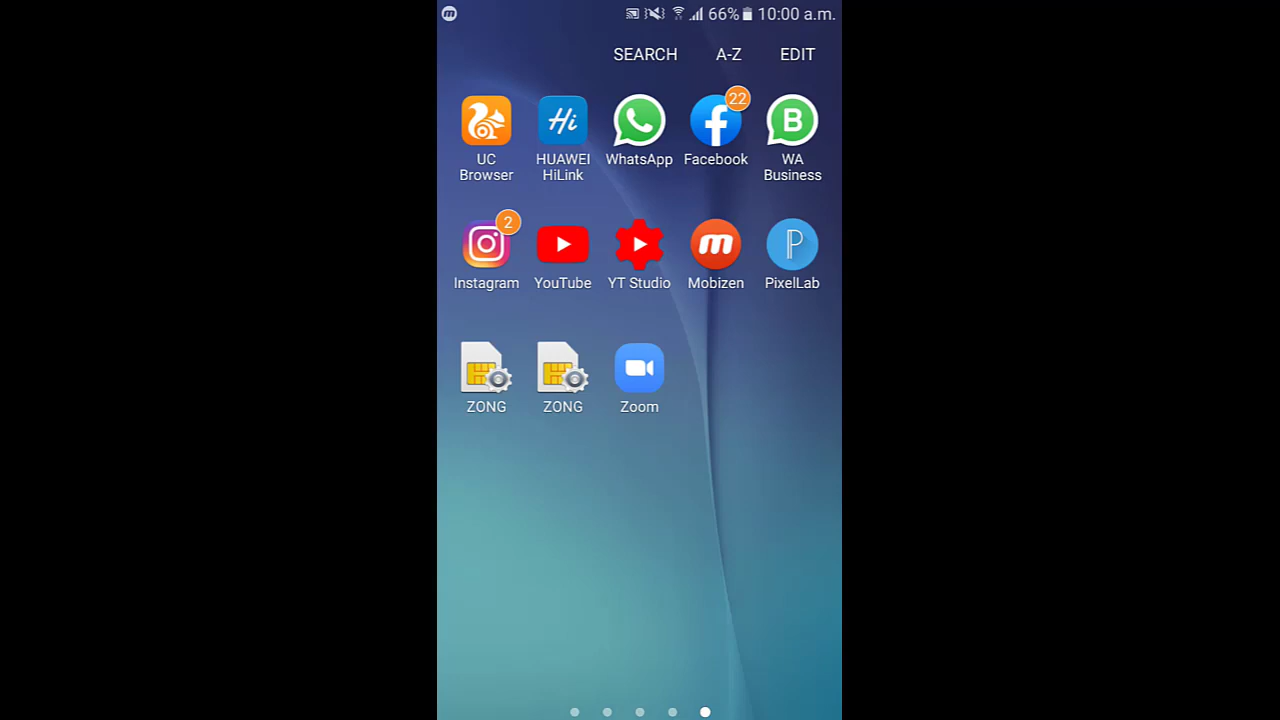 m 66% 10:00 a.m.
SEARCH A-Z EDIT
22
Hi B
UC HUAWEI WhatsApp Facebook WA
Browser HiLink Business
2
m P
Instagram YouTube YT Studio Mobizen PixelLab
ZONG ZONG Zoom